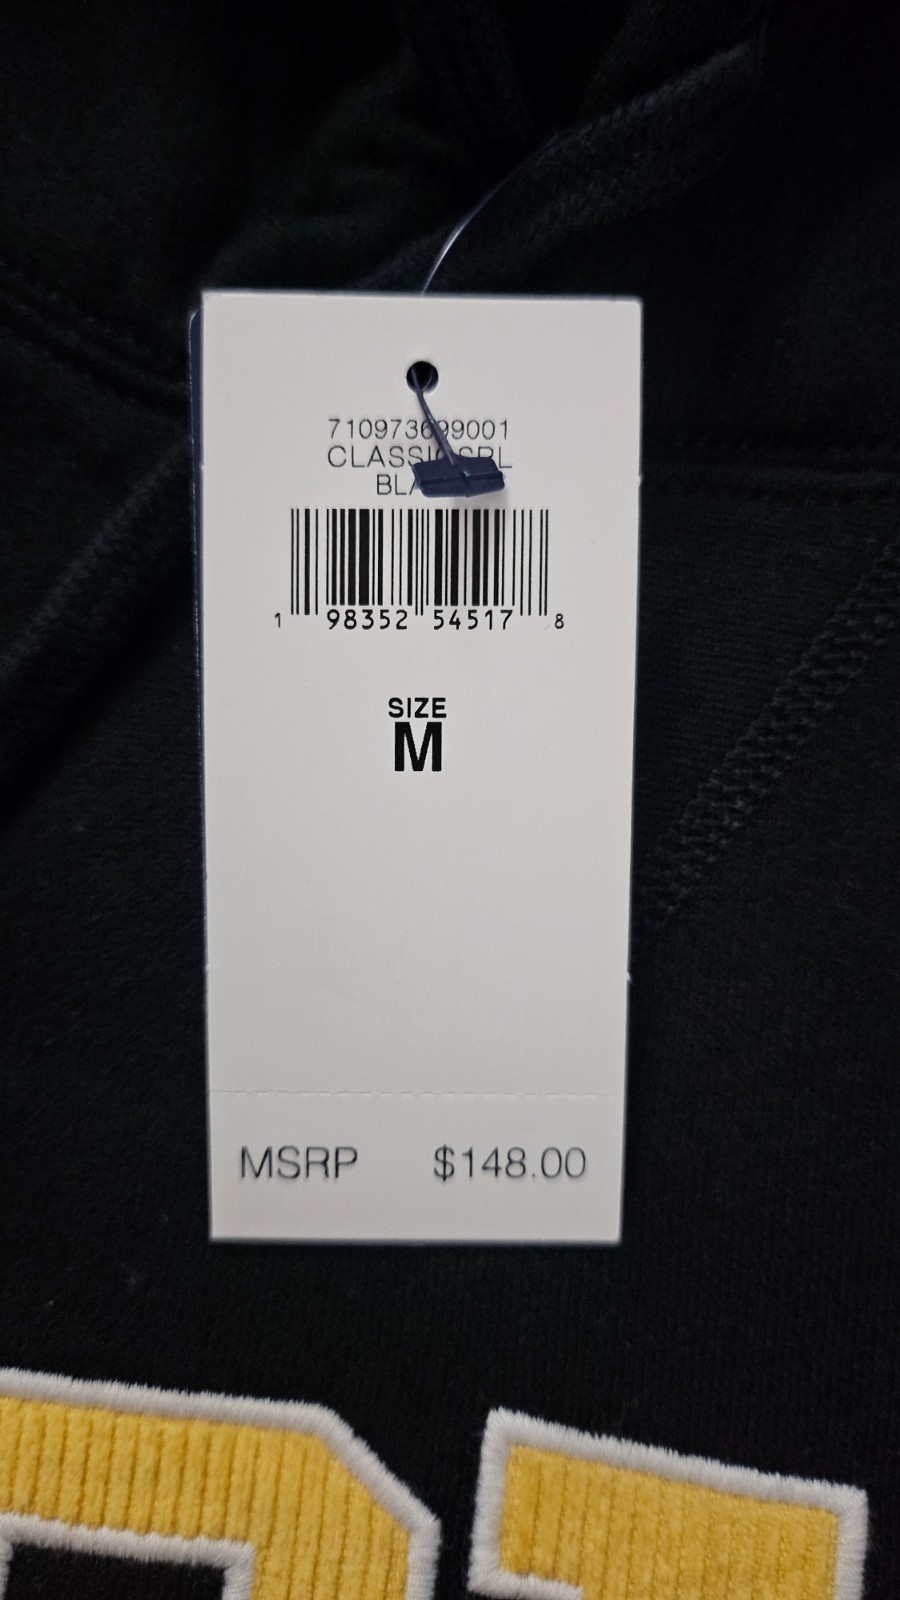 710973699001
1 98352 54517 8
SIZE
M
MSRP $148.00